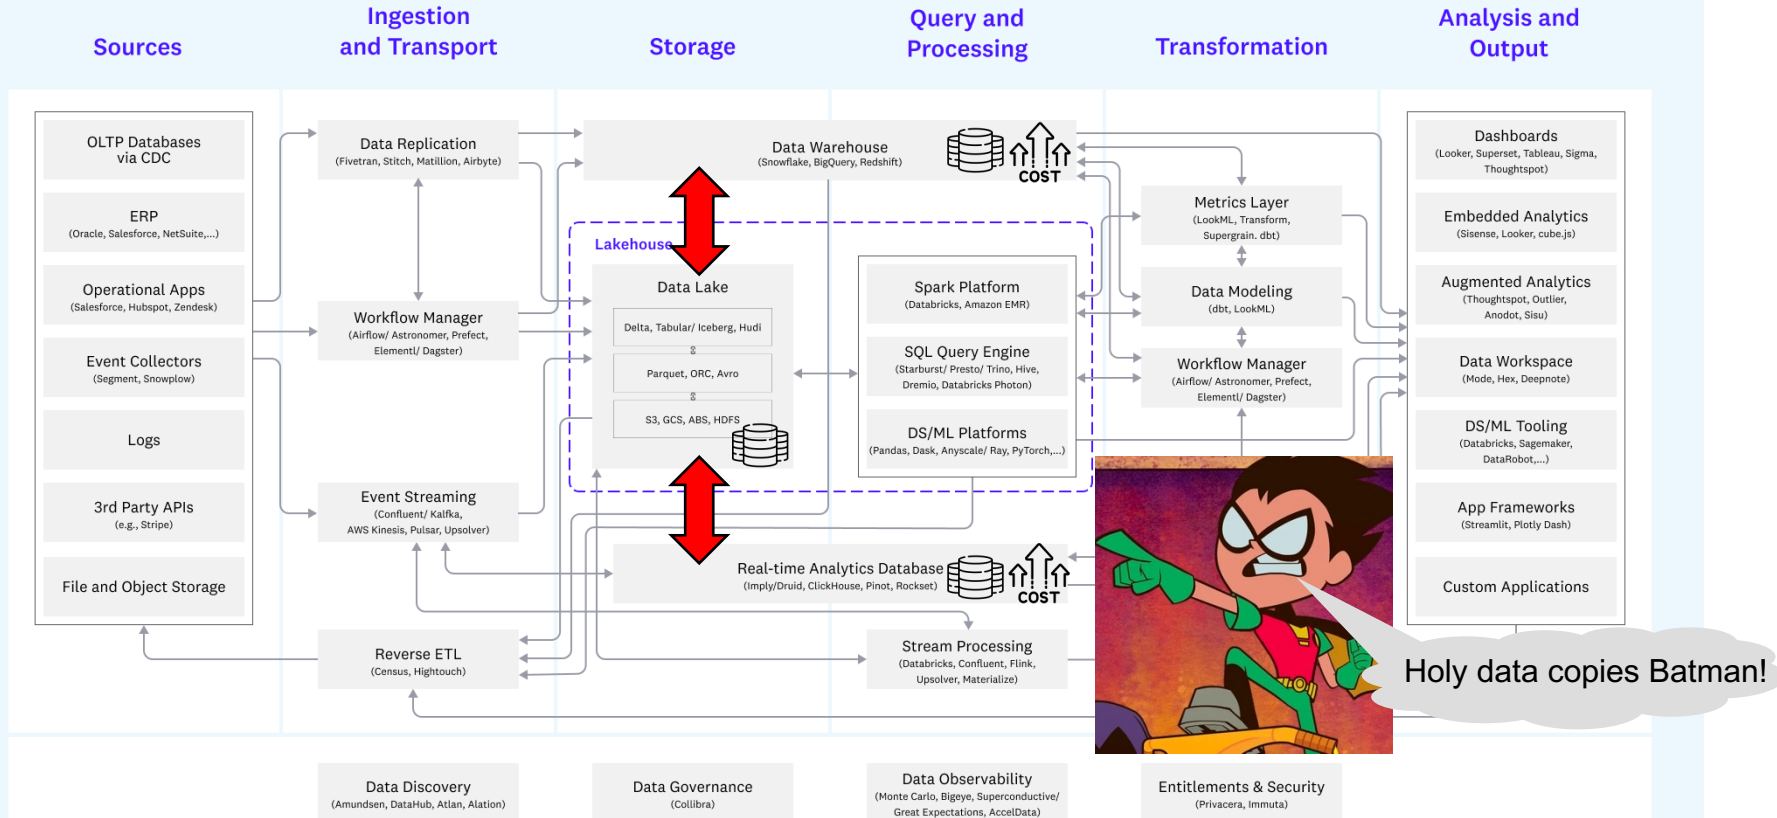 Sources
Ingestion
and Transport
Storage
Query and
Processing
Transformation
Analysis and
Output
OLTP Databases
via CDC
ERP
(Oracle, Salesforce, NetSuite,...)
Operational Apps
(Salesforce, Hubspot, Zendesk)
Event Collectors
(Segment, Snowplow)
Logs
3rd Party APIs
(e.g., Stripe)
File and Object Storage
Data Replication
(Fivetran, Stitch, Matillion, Airbyte)
Workflow Manager
(Airflow/ Astronomer, Prefect,
Elementl/ Dagster)
Event Streaming
(Confluent/ Kalfka,
AWS Kinesis, Pulsar, Upsolver)
Reverse ETL
(Census, Hightouch)
Data Warehouse
(Snowflake, BigQuery, Redshift)
COST
Lakehouse
Data Lake
Delta, Tabular/ Iceberg, Hudi
Parquet, ORC, Avro
S3, GCS, ABS, HDFS
Spark Platform
(Databricks, Amazon EMR)
SQL Query Engine
(Starburst/ Presto/ Trino, Hive,
Dremio, Databricks Photon)
DS/ML Platforms
(Pandas, Dask, Anyscale/ Ray, PyTorch,...)
Real-time Analytics Database
(Imply/Druid, ClickHouse, Pinot, Rockset)
COST
Stream Processing
(Databricks, Confluent, Flink,
Upsolver, Materialize)
Metrics Layer
(LookML, Transform,
Supergrain. dbt)
Data Modeling
(dbt, LookML)
Workflow Manager
(Airflow/ Astronomer, Prefect,
Elementl/ Dagster)
Dashboards
(Looker, Superset, Tableau, Sigma,
Thoughtspot)
Embedded Analytics
(Sisense, Looker, cube.js)
Augmented Analytics
(Thoughtspot, Outlier,
Anodot, Sisu)
Data Workspace
(Mode, Hex, Deepnote)
DS/ML Tooling
(Databricks, Sagemaker,
DataRobot,...)
App Frameworks
(Streamlit, Plotly Dash)
Custom Applications
Holy data copies Batman!
Data Discovery
(Amundsen, DataHub, Atlan, Alation)
Data Governance
(Collibra)
Data Observability
(Monte Carlo, Bigeye, Superconductive/
Great Expectations, AccelData)
Entitlements & Security
(Privacera, Immuta)